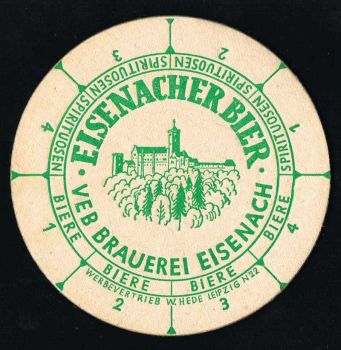 EISENACHER BIER
VEB BRAUEREI EISENACH
1
SPIRITUOSEN
2
SPIRITUOSEN
3
SPIRITUOSEN
4
SPIRITUOSEN
1
BIERE
2
BIERE
3
BIERE
4
BIERE
WERBEVERTRIEB W. HEDE LEIPZIG N22